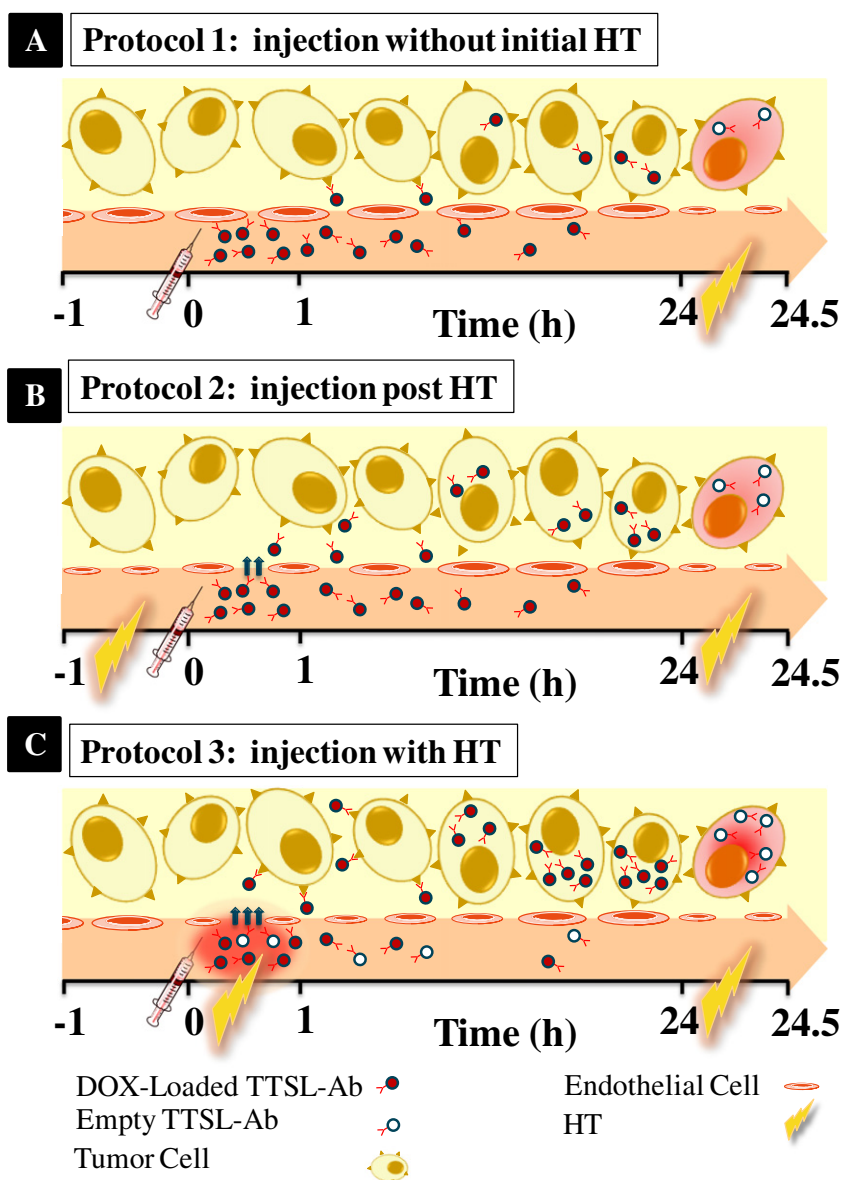 A
Protocol 1: injection without initial HT
-1 0 1 Time (h) 24 24.5
B
Protocol 2: injection post HT
-1 0 1 Time (h) 24 24.5
C
Protocol 3: injection with HT
-1 0 1 Time (h) 24 24.5
DOX-Loaded TTSL-Ab
Endothelial Cell
Empty TTSL-Ab
HT
Tumor Cell